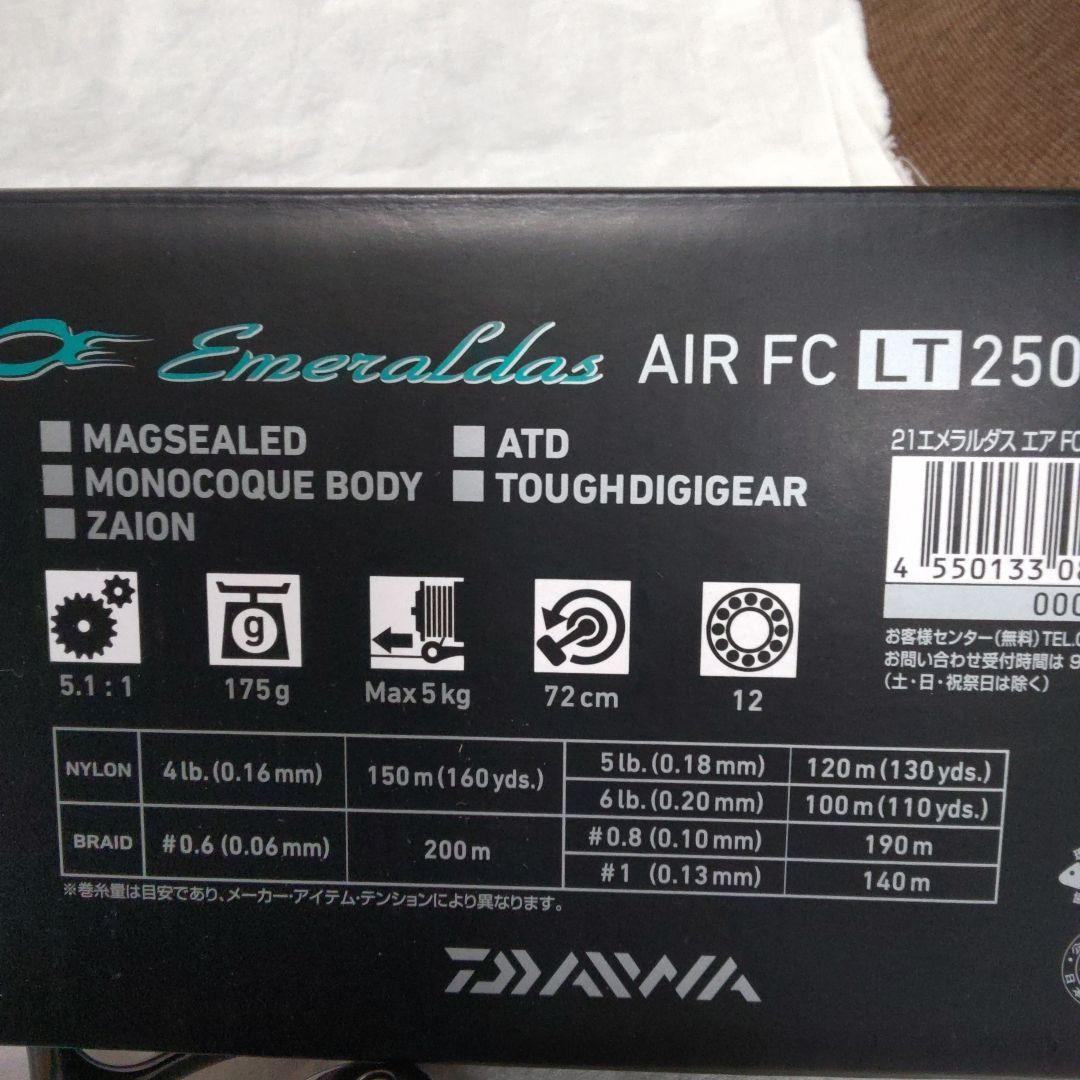 Emeraldas AIR FC LT 250
MAGSEALED
ATD
MONOCOQUE BODY
TOUGHDIGIGEAR
ZAION
21エメラルダス エア FC
4 550133 0
000
お客様センター(無料)TEL.0
お問い合わせ受付時間は 9
(土・日・祝祭日は除く)
g
5.1:1
175g
Max 5 kg
72 cm
12
NYLON 4lb.(0.16mm) 150m(160yds.) 5lb.(0.18mm) 120m(130yds.)
6lb.(0.20mm) 100m(110yds.)
BRAID #0.6(0.06mm) 200m #0.8(0.10mm) 190m
#1 (0.13mm) 140m
※巻糸量は目安であり、メーカー・アイテム・テンションにより異なります。
DAIWA